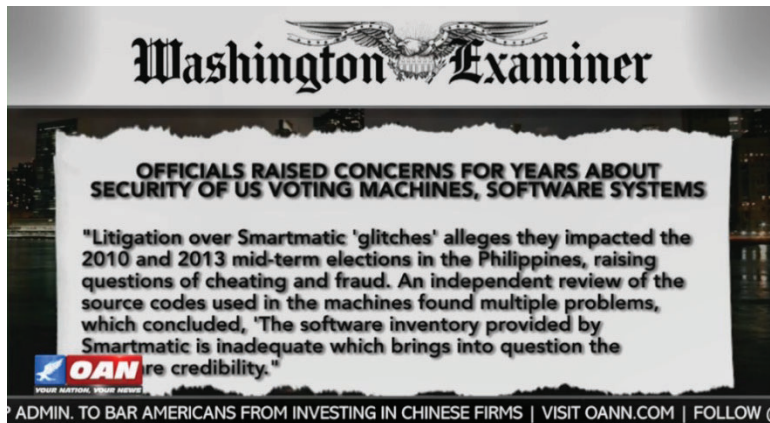 Washington Examiner
OFFICIALS RAISED CONCERNS FOR YEARS ABOUT
SECURITY OF US VOTING MACHINES, SOFTWARE SYSTEMS
"Litigation over Smartmatic 'glitches' alleges they impacted the
2010 and 2013 mid-term elections in the Philippines, raising
questions of cheating and fraud. An independent review of the
source codes used in the machines found multiple problems,
which concluded, 'The software inventory provided by
Smartmatic is inadequate which brings into question the
re credibility."
OAN
YOUR NATION, YOUR NEWS
P ADMIN. TO BAR AMERICANS FROM INVESTING IN CHINESE FIRMS | VISIT OANN.COM | FOLLOW @